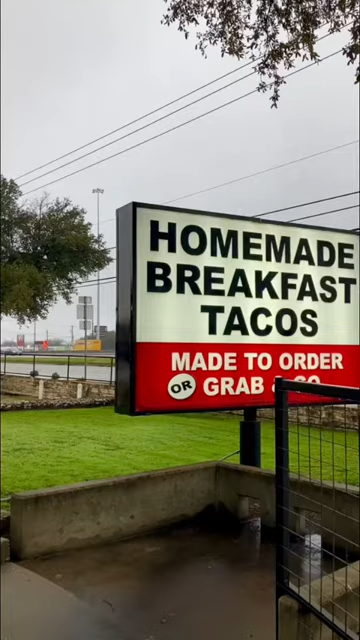 HOMEMADE
BREAKFAST
TACOS
MADE TO ORDER
OR GRAB